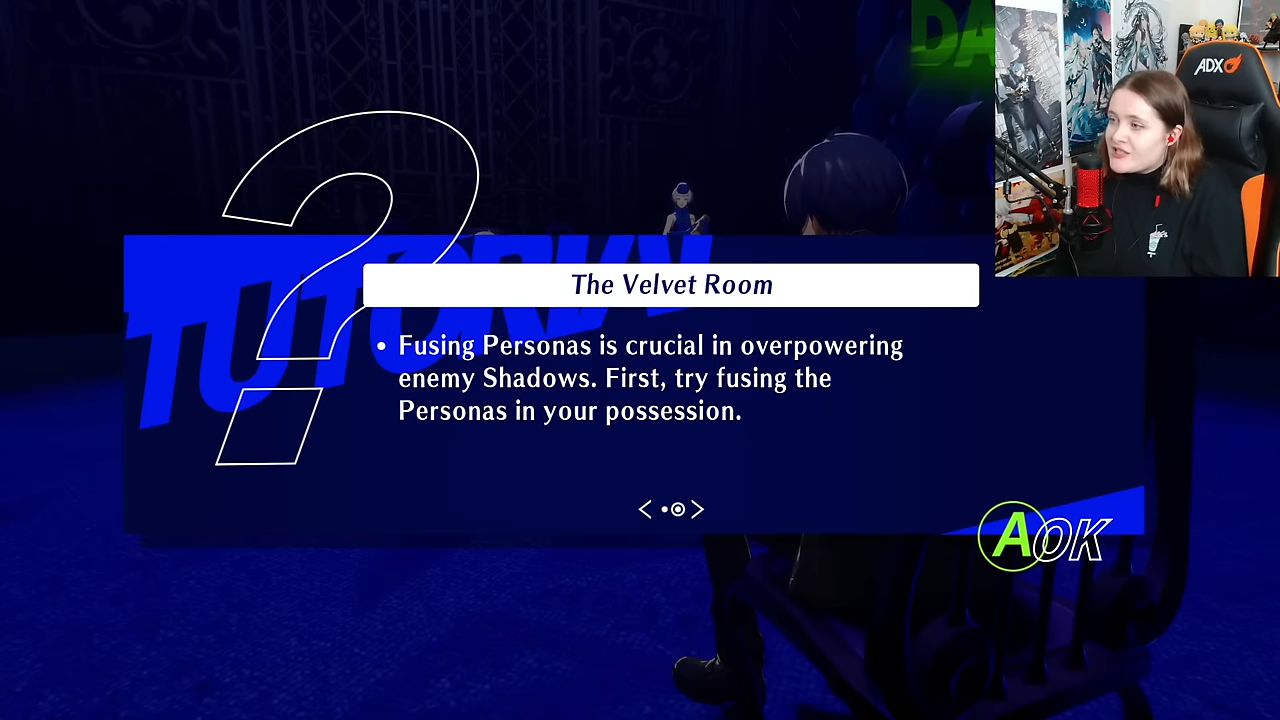 DA
ADX
TUTORIAL
The Velvet Room
• Fusing Personas is crucial in overpowering
enemy Shadows. First, try fusing the
Personas in your possession.
A OK